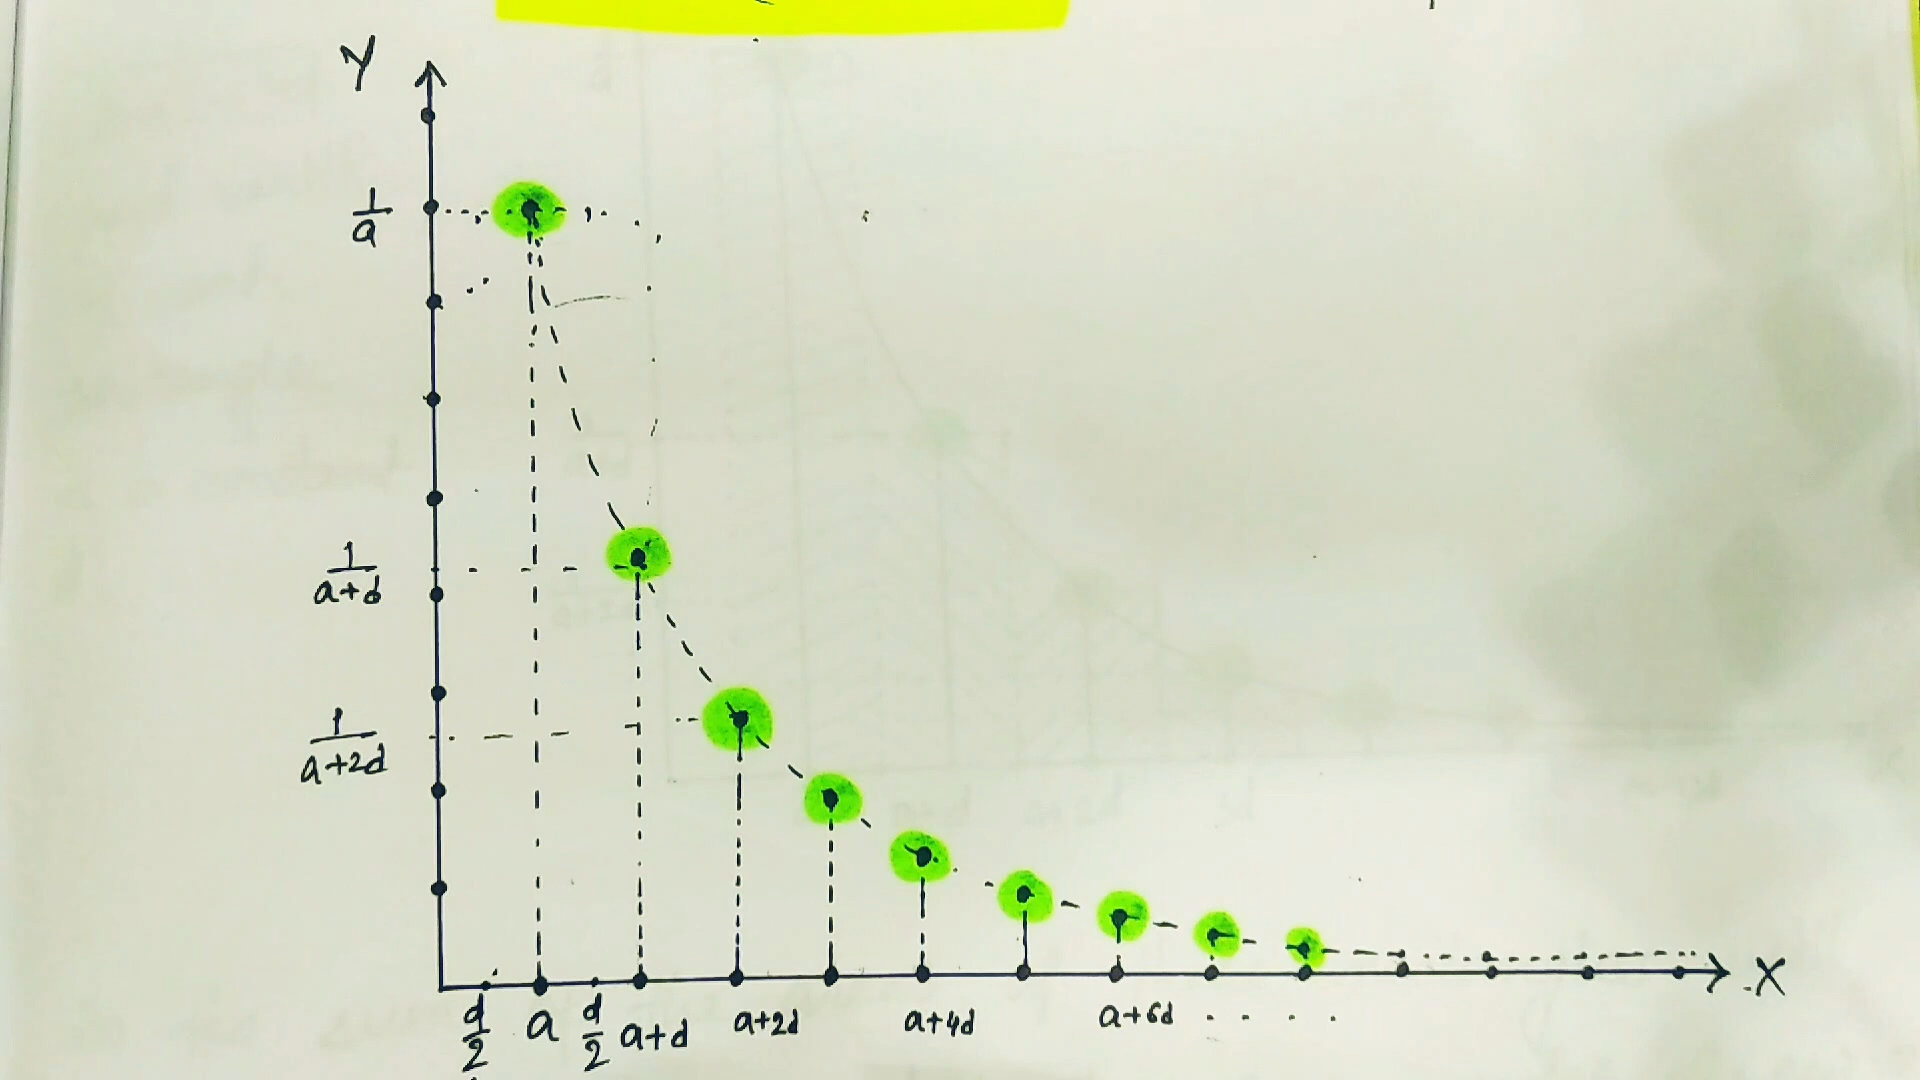 Y
1/a
1/a+d
1/a+2d
d/2 a d/2 a+d a+2d a+4d a+6d . . . .
X